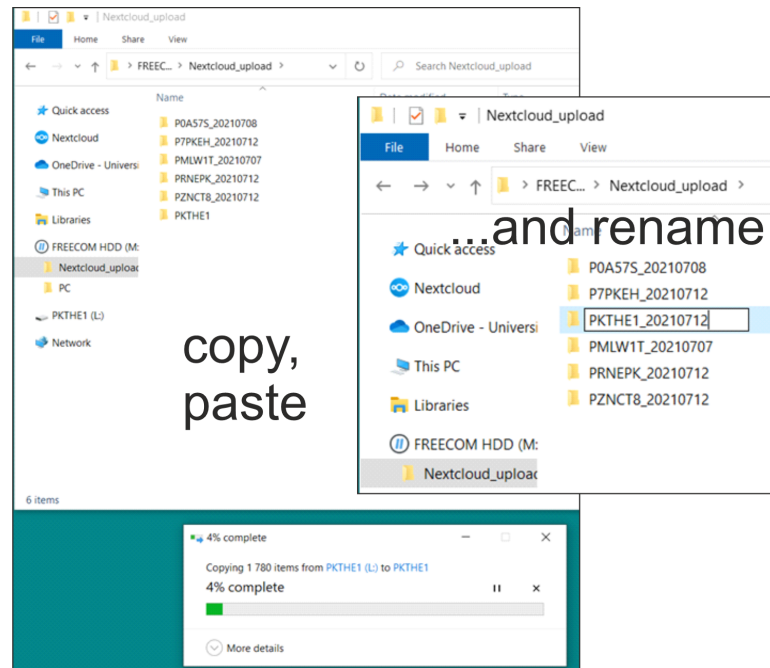 Nextcloud_upload
File Home Share View
FREEC... > Nextcloud_upload >
Search Nextcloud_upload
Name
Quick access
Nextcloud
OneDrive - Universi
This PC
Libraries
FREECOM HDD (M:
Nextcloud_upload
PC
PKTHE1 (L:)
Network
P0A57S_20210708
P7PKEH_20210712
PMLW1T_20210707
PRNEPK_20210712
PZNCT8_20210712
PKTHE1
copy,
paste
6 items
Nextcloud_upload
File Home Share View
FREEC... > Nextcloud_upload >
...and rename
Name
Quick access
Nextcloud
OneDrive - Universi
This PC
Libraries
FREECOM HDD (M:
Nextcloud_upload
P0A57S_20210708
P7PKEH_20210712
PKTHE1_20210712
PMLW1T_20210707
PRNEPK_20210712
PZNCT8_20210712
4% complete
Copying 1 780 items from PKTHE1 (L:) to PKTHE1
4% complete
More details